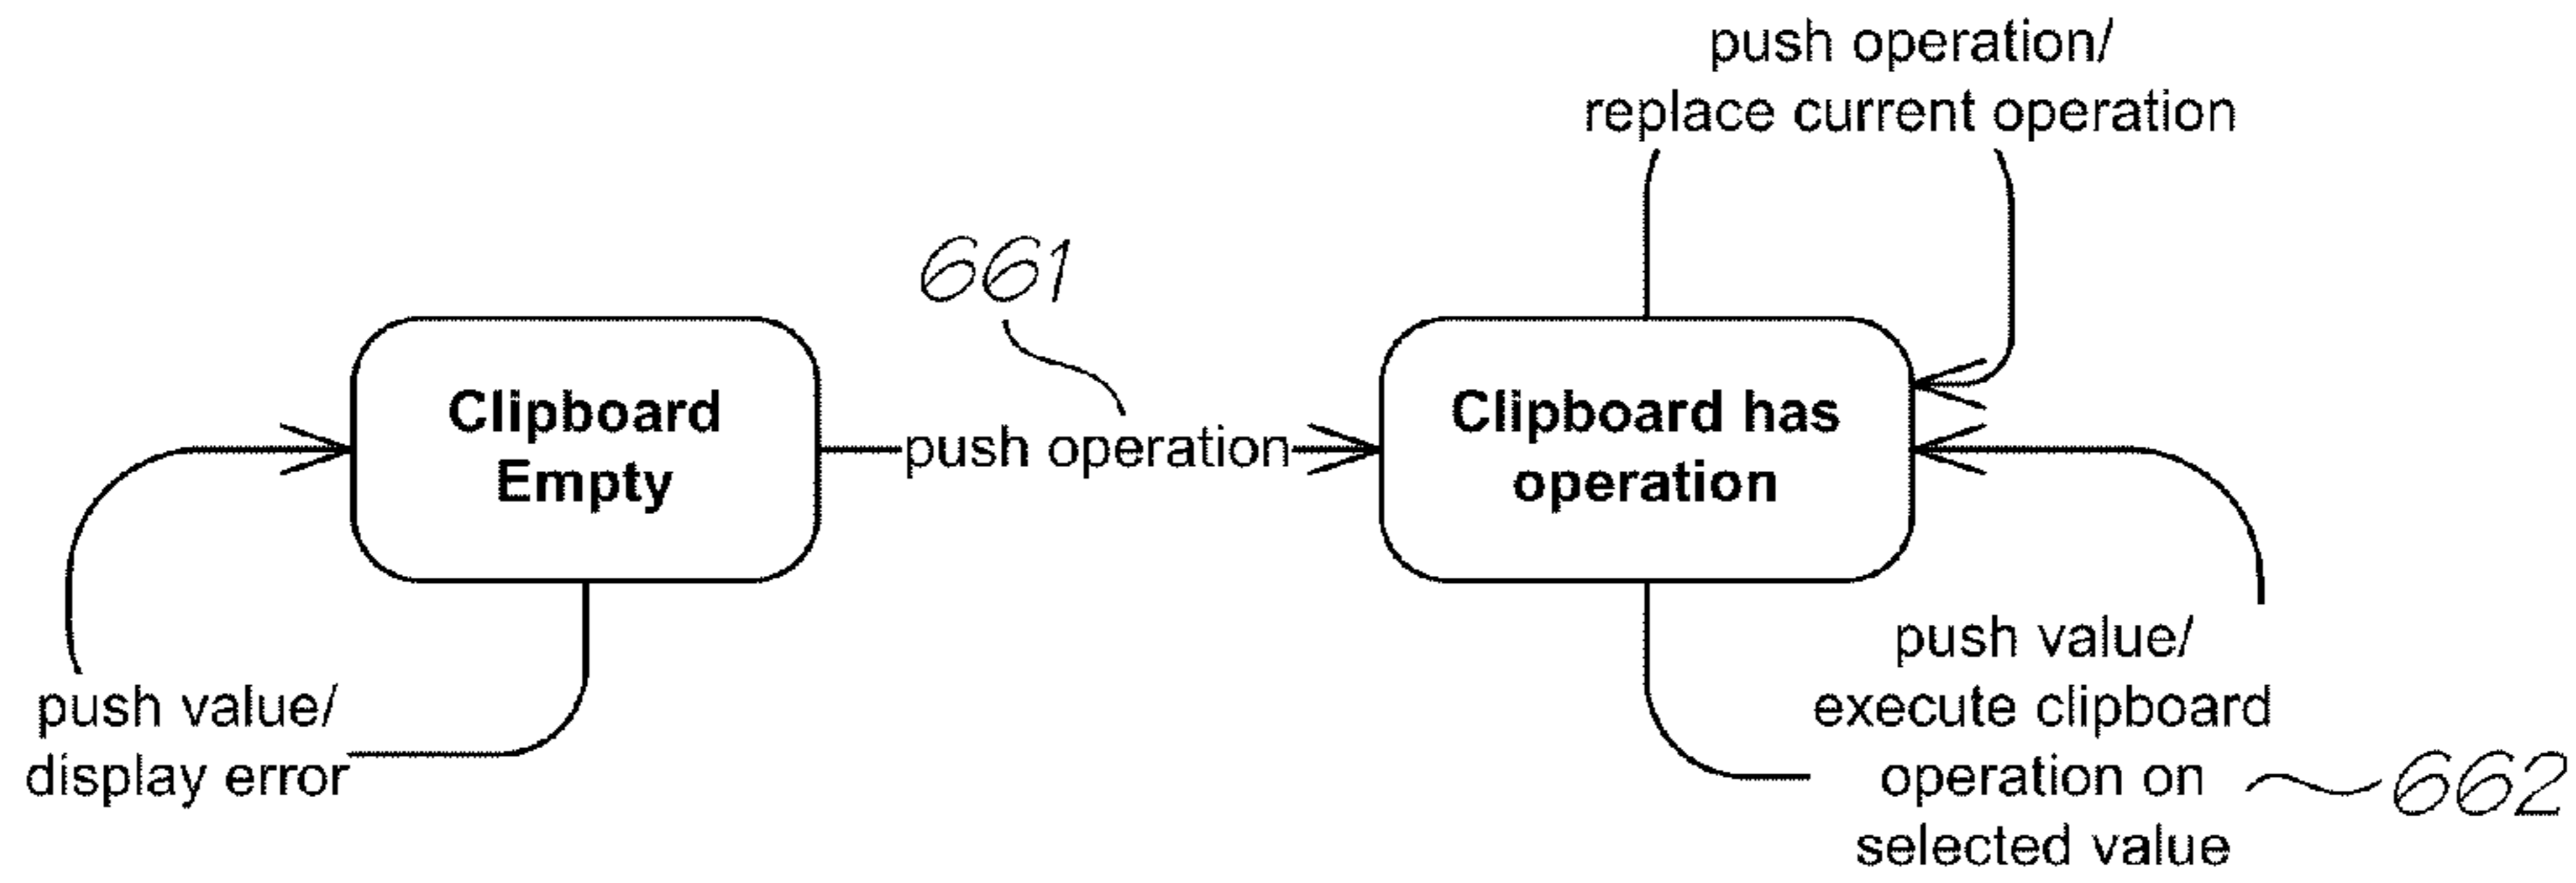 push operation/
replace current operation
661
Clipboard
Empty
push operation
Clipboard has
operation
push value/
display error
push value/
execute clipboard
operation on
selected value
662